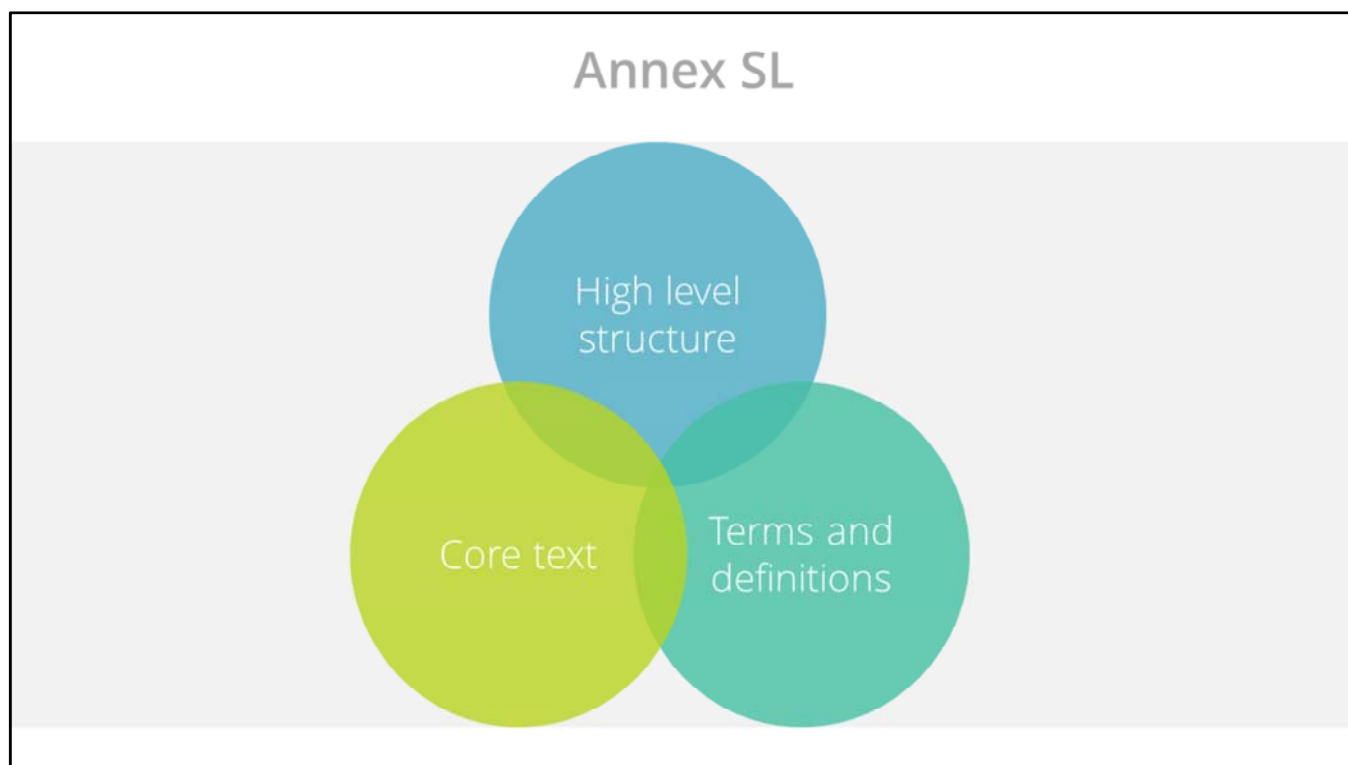 Annex SL
High level
structure
Core text
Terms and
definitions